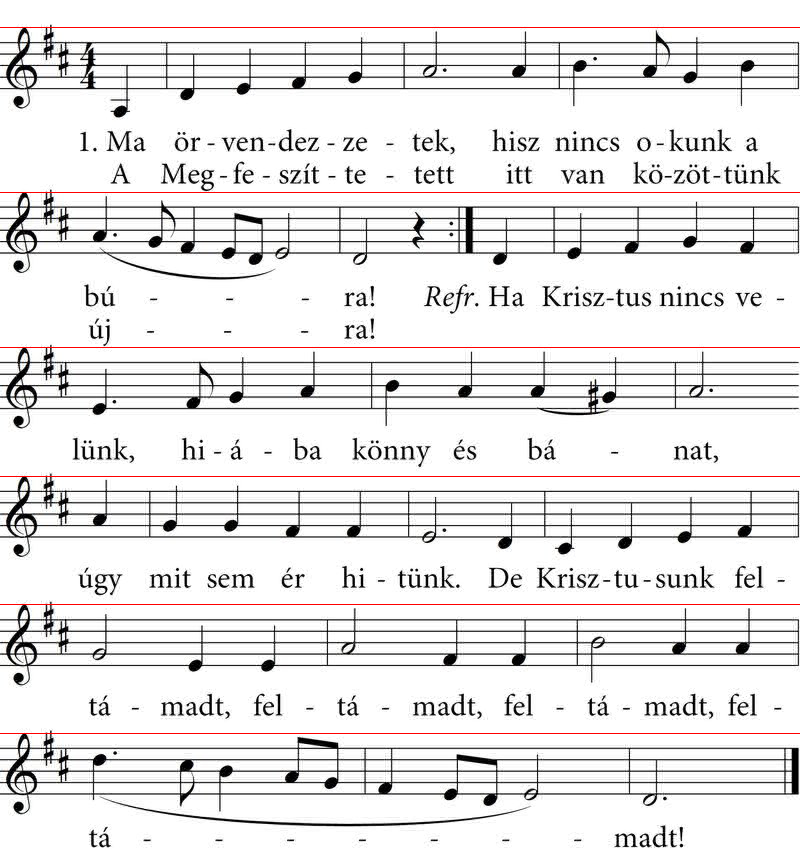 1. Ma ör - ven - dez - ze - tek, hisz nincs o - kunk a
A Meg - fe - szít - te - tett itt van kö - zöt - tünk
bú - - - ra! Refr. Ha Krisz - tus nincs ve -
új - - - ra!
lünk, hi - á - ba könny és bá - nat,
úgy mit sem ér hi - tünk. De Krisz - tu - sunk fel -
tá - madt, fel - tá - madt, fel - tá - madt, fel -
tá - - - - - - - madt!